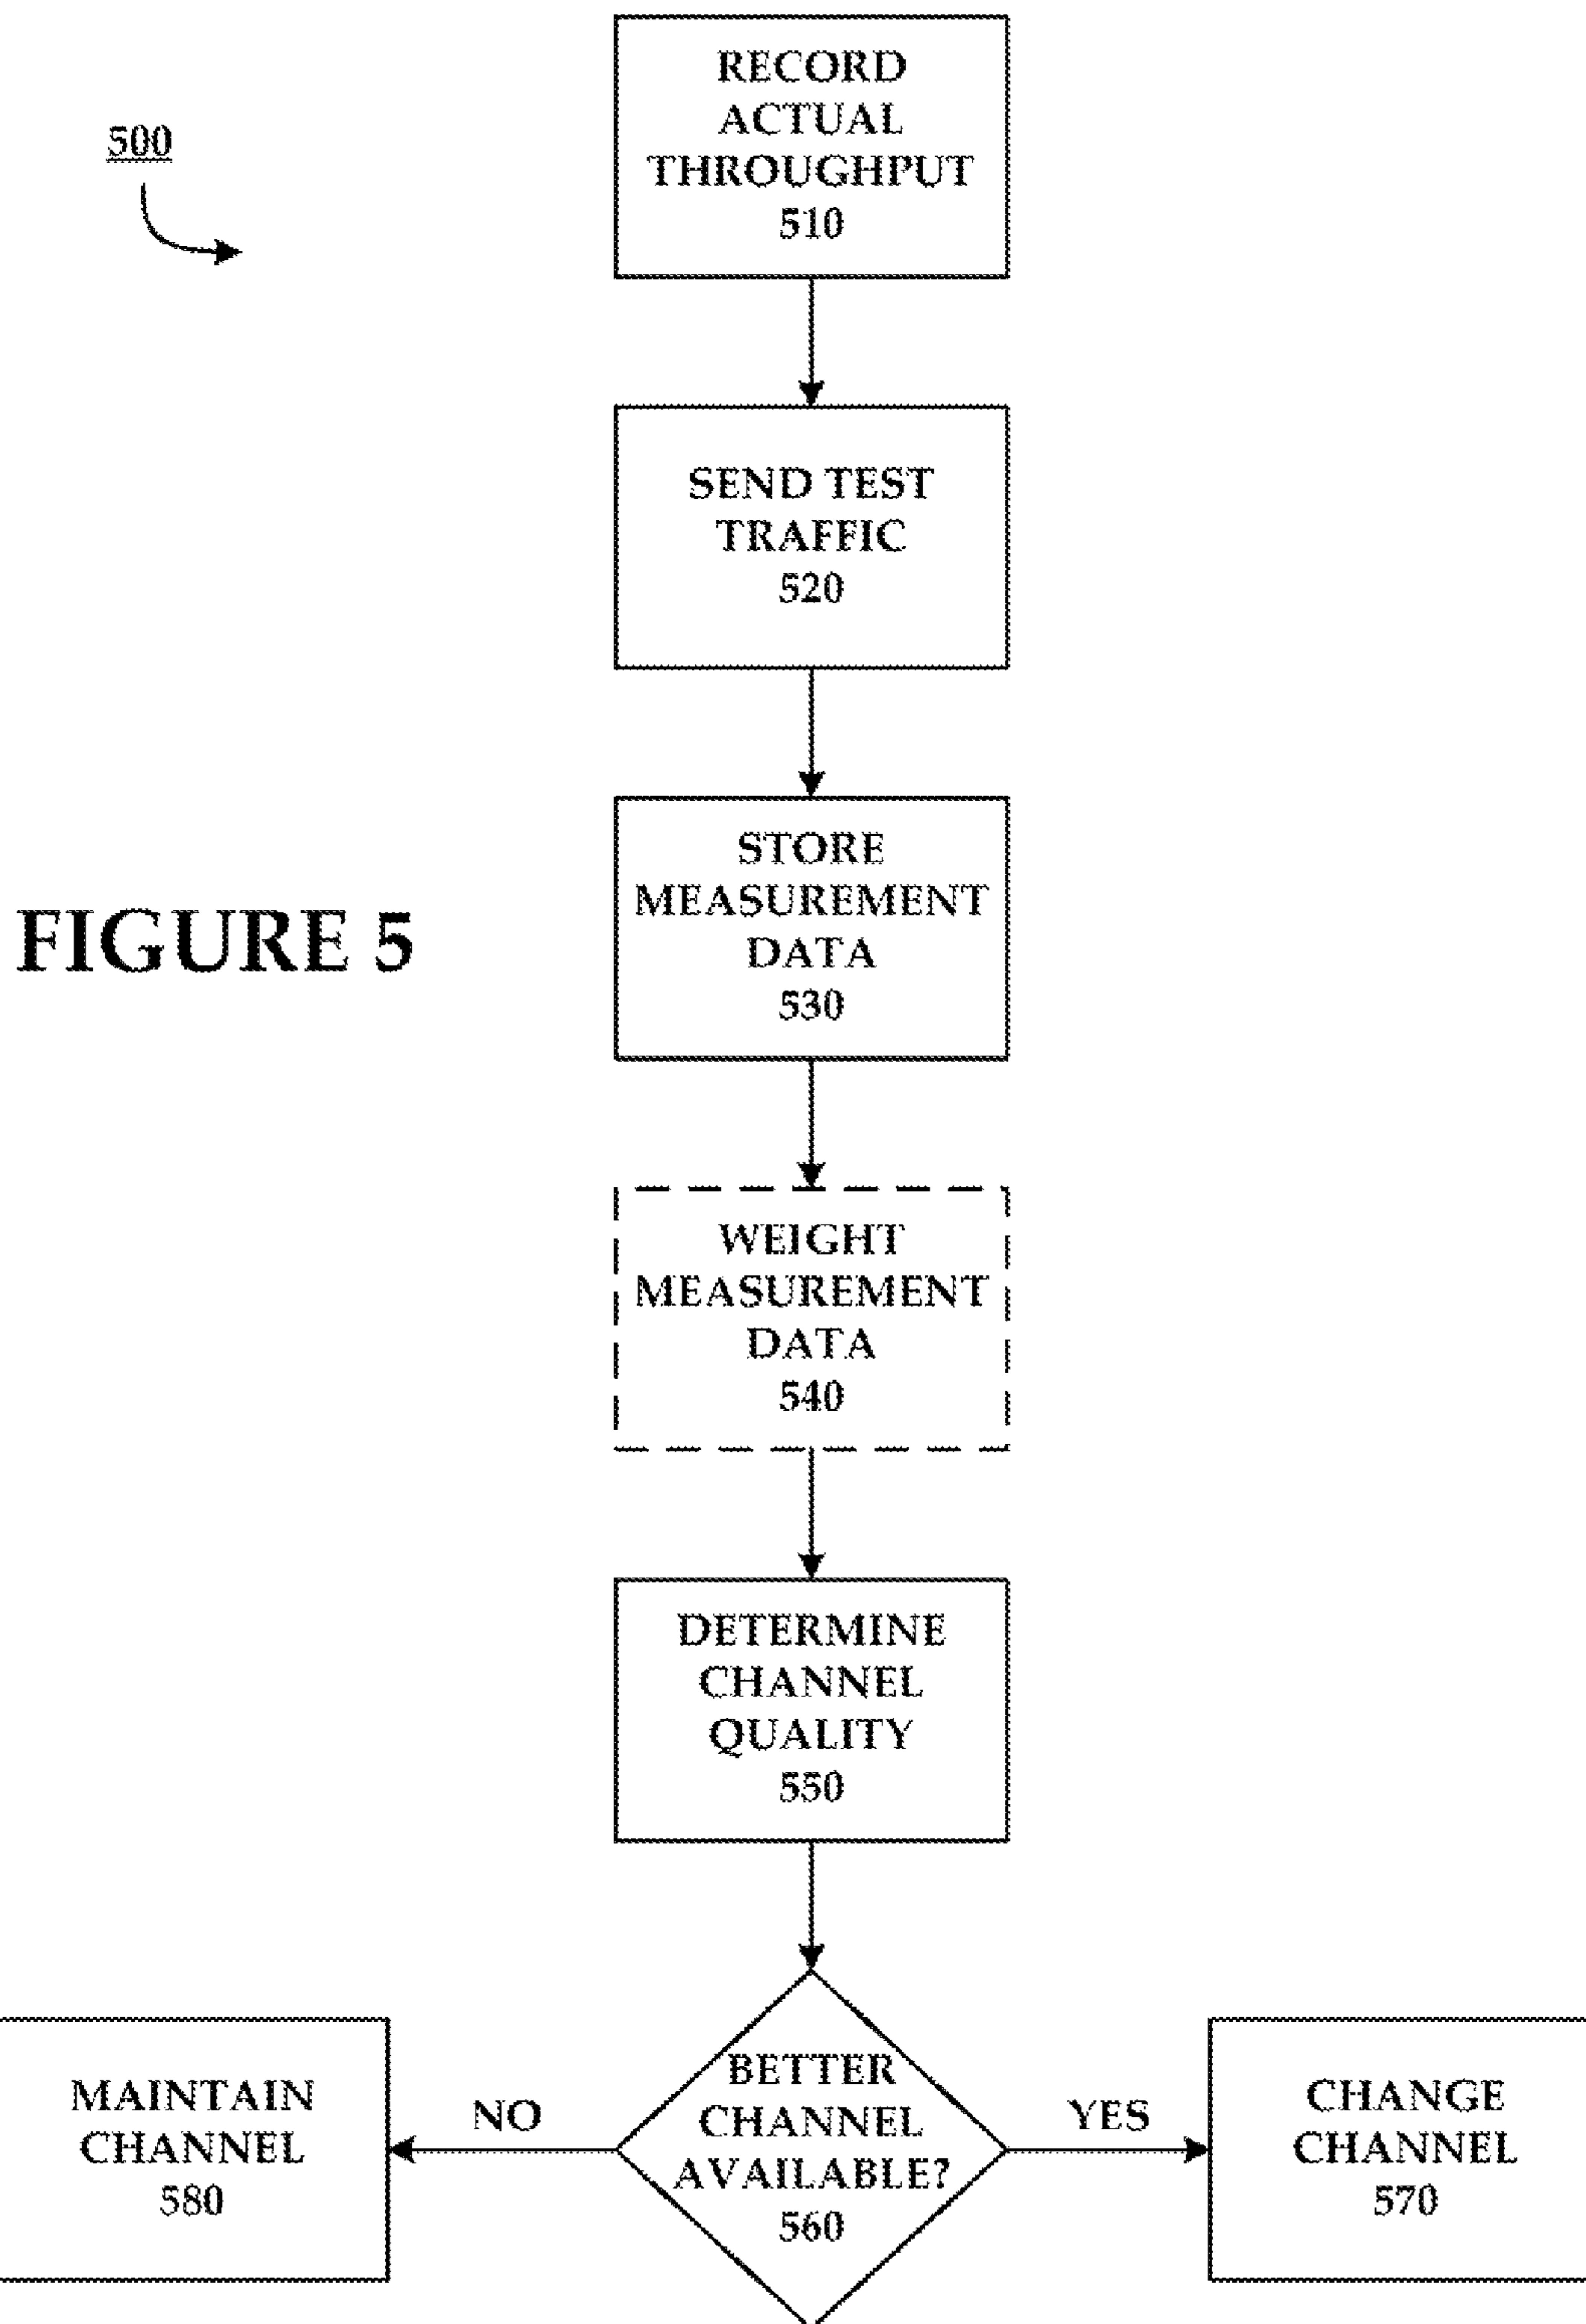 500
RECORD
ACTUAL
THROUGHPUT
510
SEND TEST
TRAFFIC
520
STORE
MEASUREMENT
DATA
530
FIGURE 5
WEIGHT
MEASUREMENT
DATA
540
DETERMINE
CHANNEL
QUALITY
550
BETTER
CHANNEL
AVAILABLE?
560
NO
MAINTAIN
CHANNEL
580
YES
CHANGE
CHANNEL
570